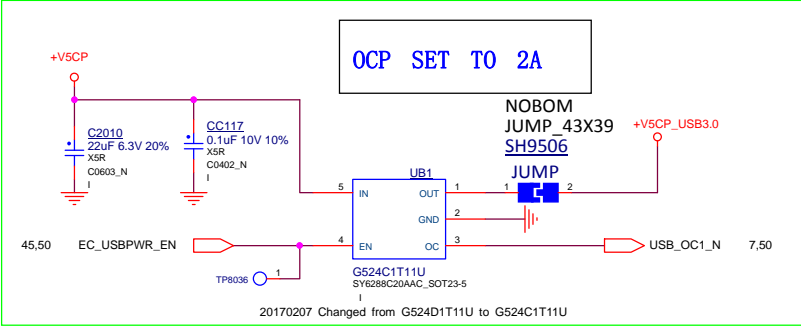 OCP SET TO 2A
+V5CP
NOBOM
JUMP_43X39
SH9506
JUMP
+V5CP_USB3.0
C2010
22uF 6.3V 20%
X5R
C0603_N
I
CC117
0.1uF 10V 10%
X5R
C0402_N
I
UB1
5 IN OUT 1
1 2
GND 2
45,50 EC_USBPWR_EN
4 EN OC 3
USB_OC1_N 7,50
TP8036 1
G524C1T11U
SY6288C20AAC_SOT23-5
I
20170207 Changed from G524D1T11U to G524C1T11U